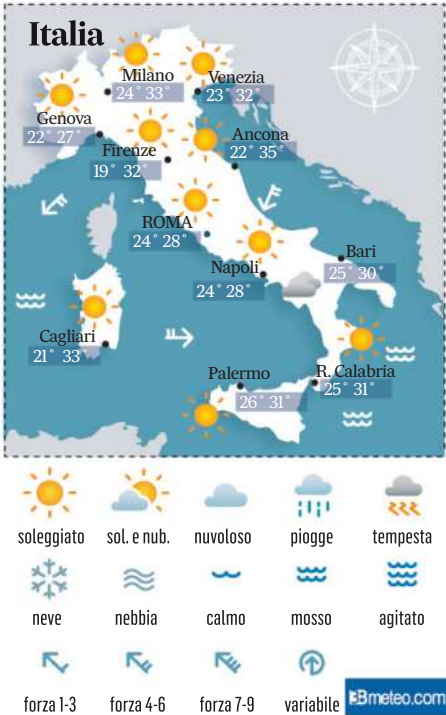 Italia
Milano
24° 33°
Venezia
23° 32°
Genova
22° 27°
Ancona
22° 35°
Firenze
19° 32°
ROMA
24° 28°
Bari
25° 30°
Napoli
24° 28°
Cagliari
21° 33°
Palermo
26° 31°
R. Calabria
25° 31°
soleggiato sol. e nub. nuvoloso piogge tempesta
neve nebbia calmo mosso agitato
forza 1-3 forza 4-6 forza 7-9 variabile
3Bmeteo.com